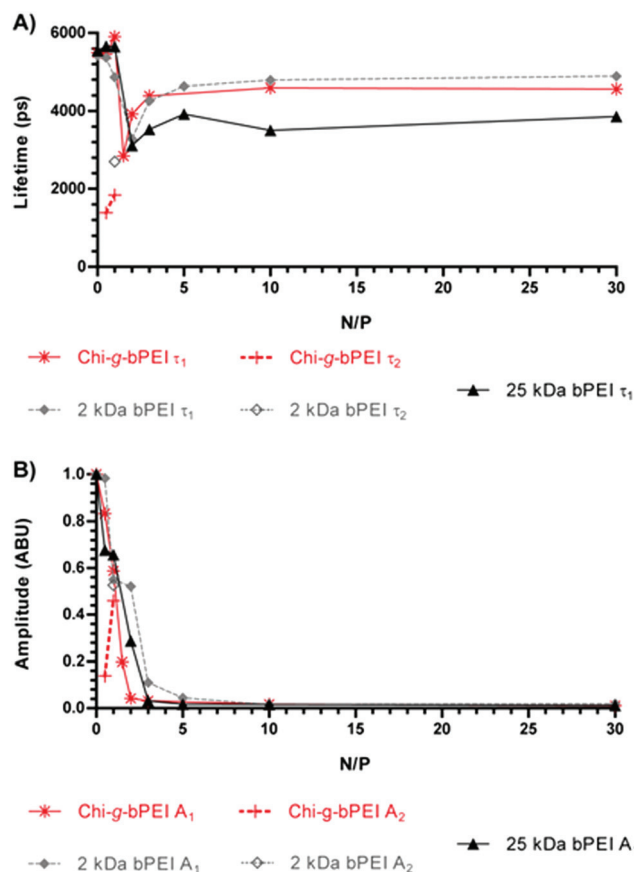 A)
6000
4000
2000
0
Lifetime (ps)
0 5 10 15 20 25 30
N/P
Chi-g-bPEI τ1 Chi-g-bPEI τ2
25 kDa bPEI τ1
2 kDa bPEI τ1 2 kDa bPEI τ2
B)
1.0
0.8
0.6
0.4
0.2
0.0
Amplitude (ABU)
0 5 10 15 20 25 30
N/P
Chi-g-bPEI A1 Chi-g-bPEI A2
25 kDa bPEI A
2 kDa bPEI A1 2 kDa bPEI A2